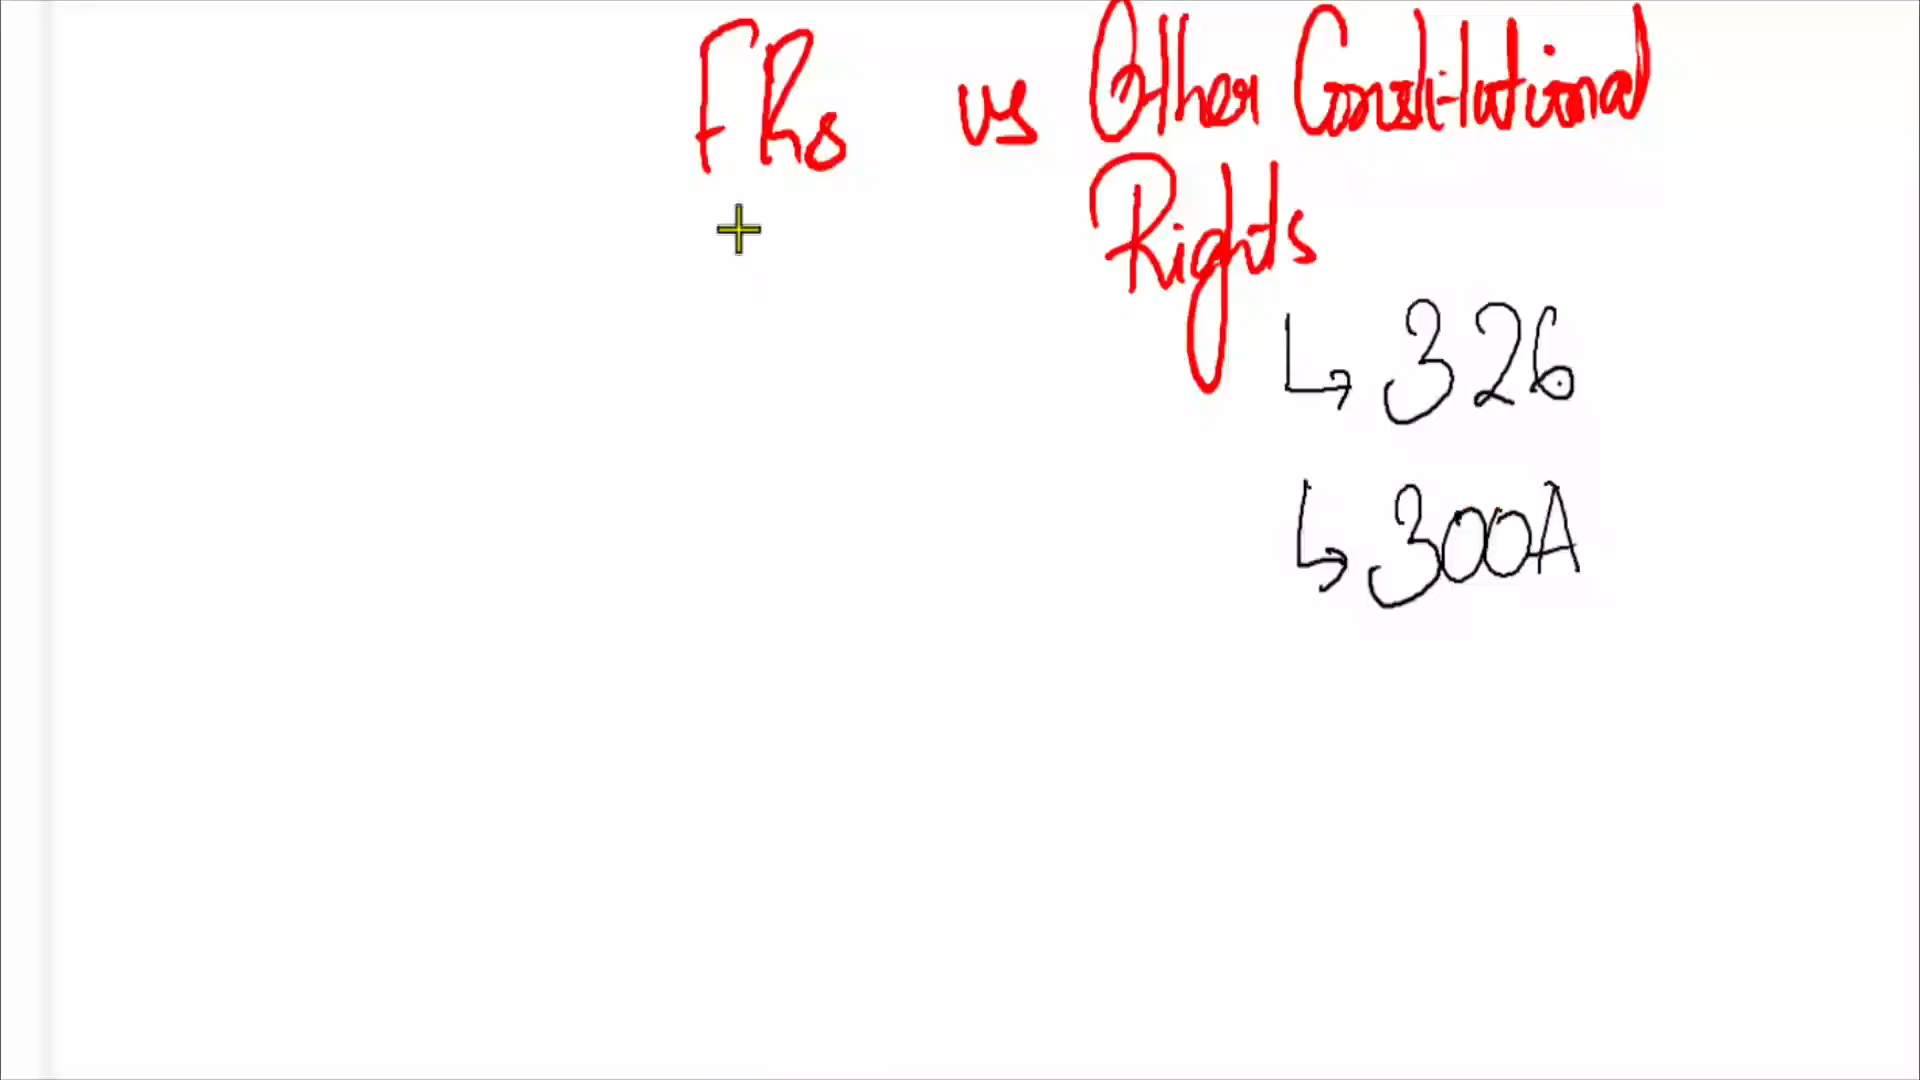 FRs vs Other Constitutional
Rights
↳ 326
↳ 300A